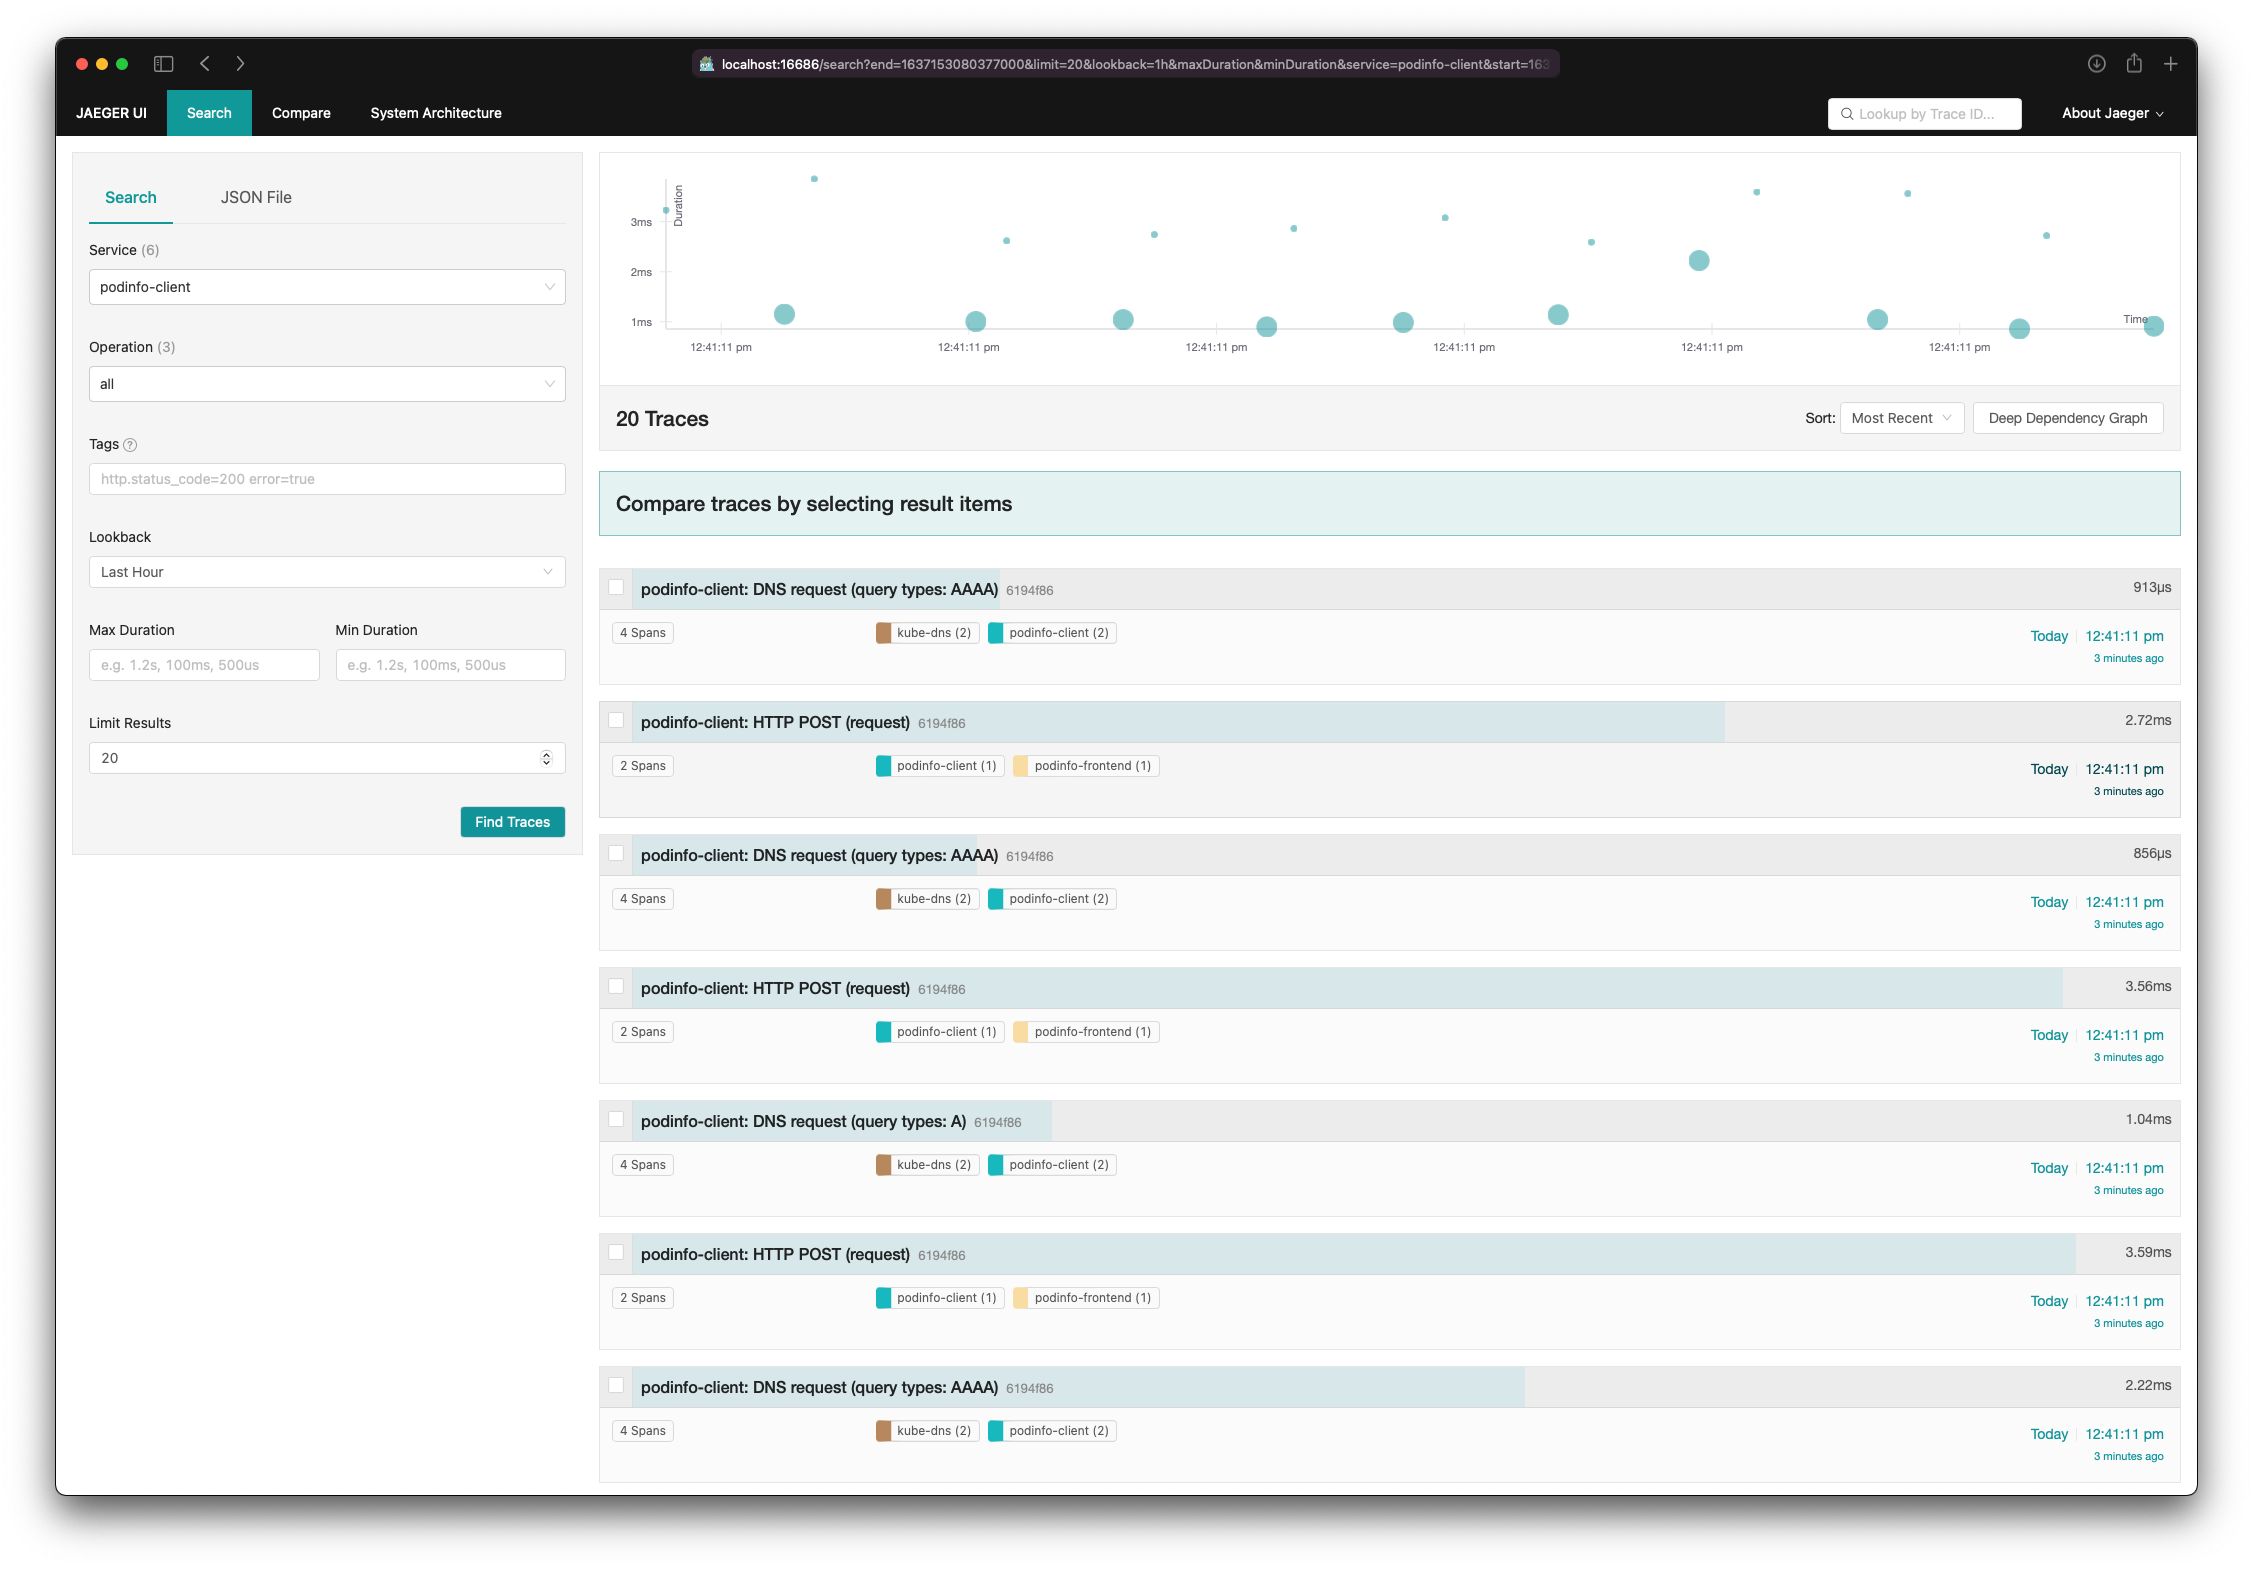 localhost:16686/search?end=1637153080377000&limit=20&lookback=1h&maxDuration&minDuration&service=podinfo-client&start=163
JAEGER UI
Search
Compare
System Architecture
Lookup by Trace ID...
About Jaeger
Search
JSON File
Service (6)
podinfo-client
Operation (3)
all
Tags ?
http.status_code=200 error=true
Lookback
Last Hour
Max Duration
Min Duration
e.g. 1.2s, 100ms, 500us
e.g. 1.2s, 100ms, 500us
Limit Results
20
Find Traces
Duration
3ms
2ms
1ms
Time
12:41:11 pm
12:41:11 pm
12:41:11 pm
12:41:11 pm
12:41:11 pm
12:41:11 pm
20 Traces
Sort:
Most Recent
Deep Dependency Graph
Compare traces by selecting result items
podinfo-client: DNS request (query types: AAAA) 6194f86
913µs
4 Spans
kube-dns (2)
podinfo-client (2)
Today
12:41:11 pm
3 minutes ago
podinfo-client: HTTP POST (request) 6194f86
2.72ms
2 Spans
podinfo-client (1)
podinfo-frontend (1)
Today
12:41:11 pm
3 minutes ago
podinfo-client: DNS request (query types: AAAA) 6194f86
856µs
4 Spans
kube-dns (2)
podinfo-client (2)
Today
12:41:11 pm
3 minutes ago
podinfo-client: HTTP POST (request) 6194f86
3.56ms
2 Spans
podinfo-client (1)
podinfo-frontend (1)
Today
12:41:11 pm
3 minutes ago
podinfo-client: DNS request (query types: A) 6194f86
1.04ms
4 Spans
kube-dns (2)
podinfo-client (2)
Today
12:41:11 pm
3 minutes ago
podinfo-client: HTTP POST (request) 6194f86
3.59ms
2 Spans
podinfo-client (1)
podinfo-frontend (1)
Today
12:41:11 pm
3 minutes ago
podinfo-client: DNS request (query types: AAAA) 6194f86
2.22ms
4 Spans
kube-dns (2)
podinfo-client (2)
Today
12:41:11 pm
3 minutes ago